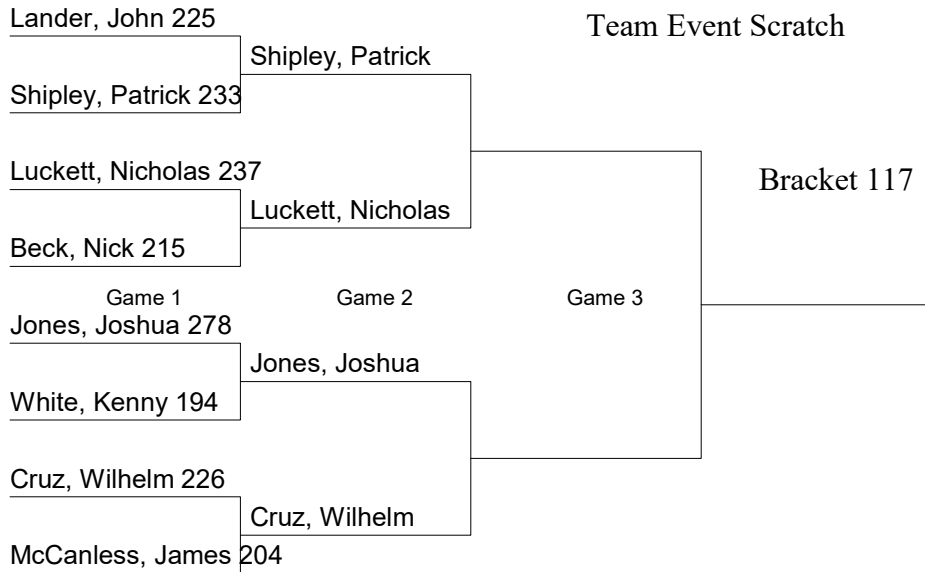 Lander, John 225
Team Event Scratch
Shipley, Patrick
Shipley, Patrick 233
Luckett, Nicholas 237
Bracket 117
Luckett, Nicholas
Beck, Nick 215
Game 1
Game 2
Game 3
Jones, Joshua 278
Jones, Joshua
White, Kenny 194
Cruz, Wilhelm 226
Cruz, Wilhelm
McCanless, James 204